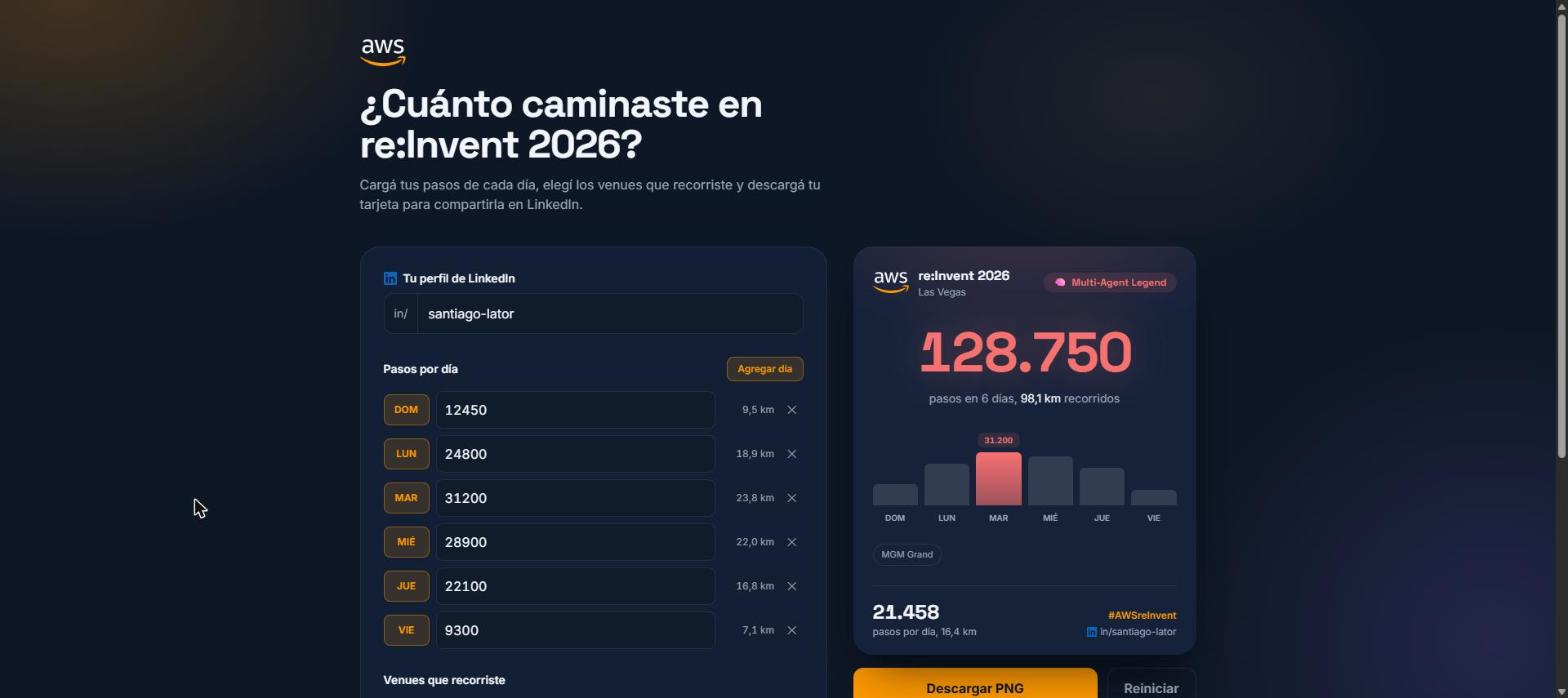 aws
¿Cuánto caminaste en
re:Invent 2026?
Cargá tus pasos de cada día, elegí los venues que recorriste y descargá tu
tarjeta para compartirla en LinkedIn.
in Tu perfil de LinkedIn
in/ santiago-lator
Pasos por día
Agregar día
DOM 12450 9,5 km
LUN 24800 18,9 km
MAR 31200 23,8 km
MIÉ 28900 22,0 km
JUE 22100 16,8 km
VIE 9300 7,1 km
Venues que recorriste
aws
re:Invent 2026
Las Vegas
Multi-Agent Legend
128.750
pasos en 6 días, 98,1 km recorridos
31.200
DOM LUN MAR MIÉ JUE VIE
MGM Grand
21.458
pasos por día, 16,4 km
#AWSreInvent
in in/santiago-lator
Descargar PNG
Reiniciar